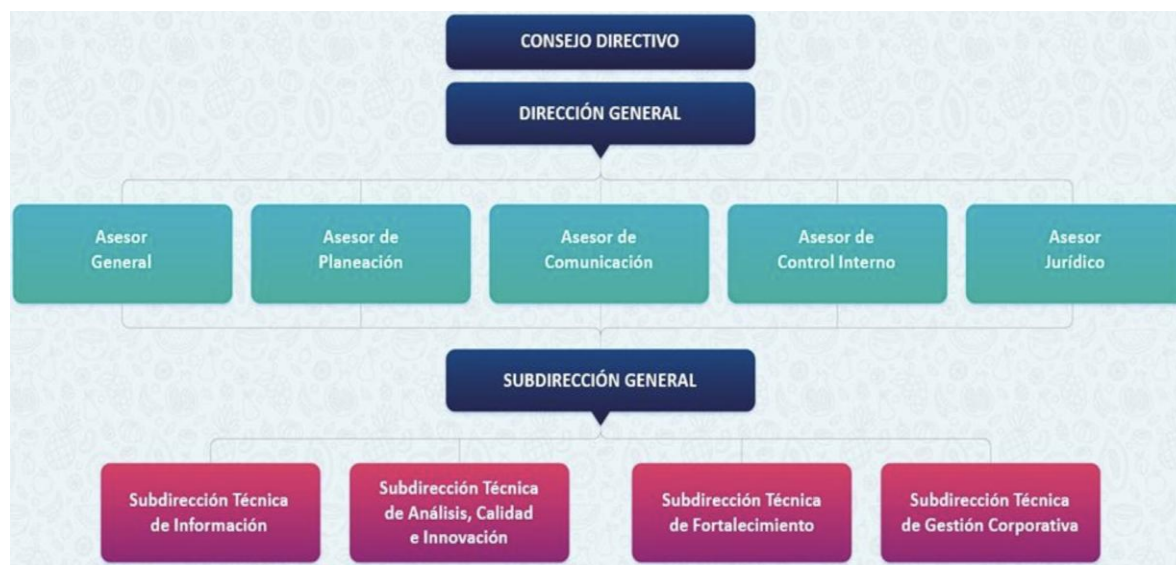 CONSEJO DIRECTIVO
DIRECCIÓN GENERAL
Asesor
General
Asesor de
Planeación
Asesor de
Comunicación
Asesor de
Control Interno
Asesor
Jurídico
SUBDIRECCIÓN GENERAL
Subdirección Técnica
de Información
Subdirección Técnica
de Análisis, Calidad
e Innovación
Subdirección Técnica
de Fortalecimiento
Subdirección Técnica
de Gestión Corporativa